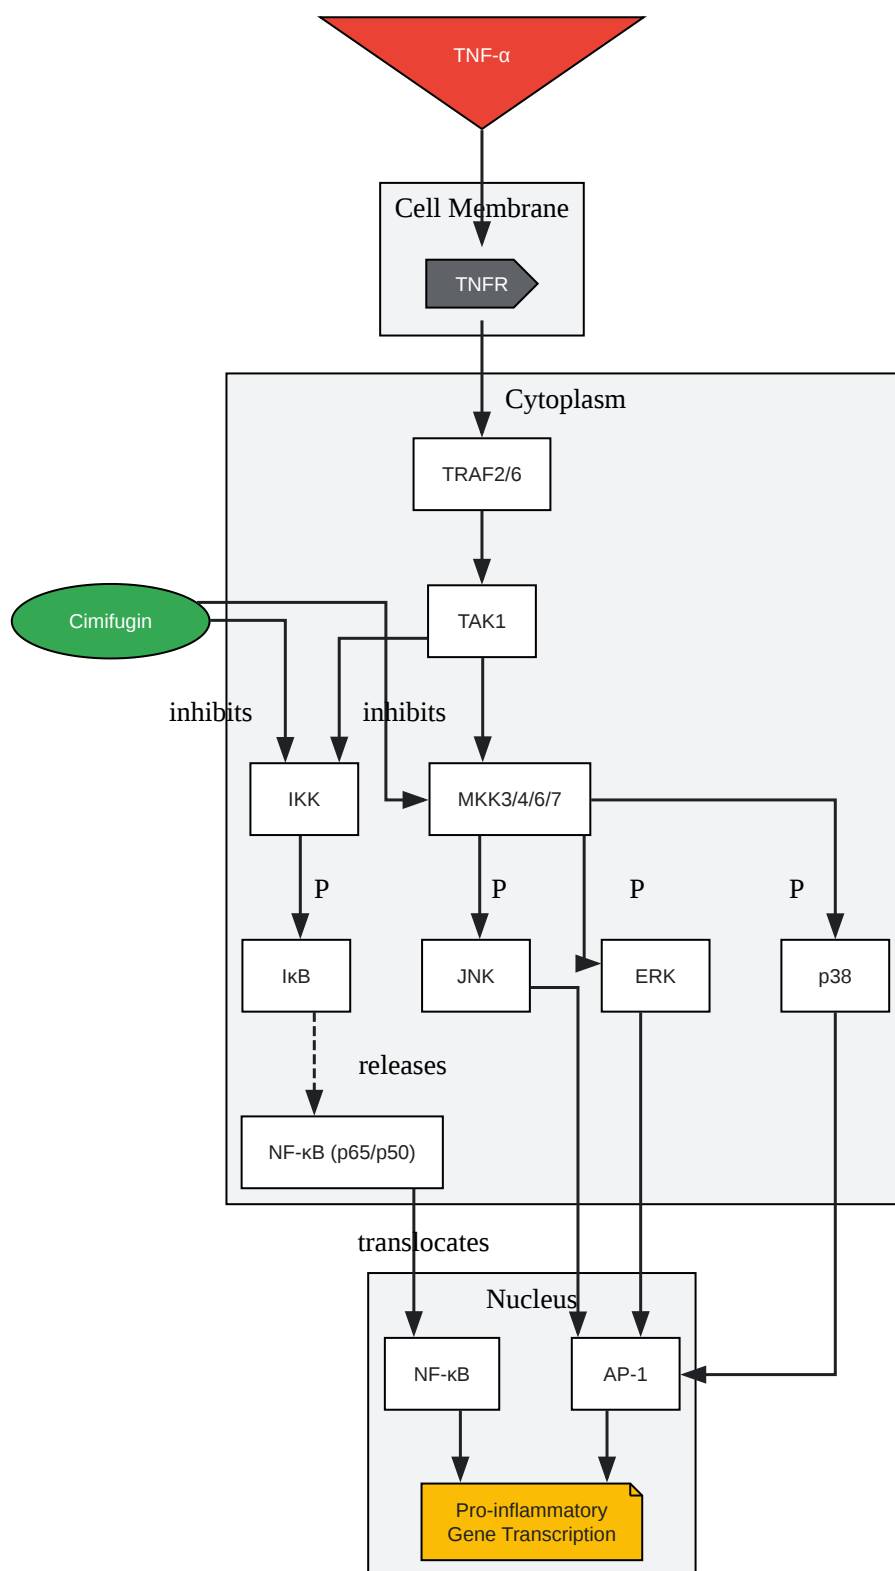 TNF-α
Cell Membrane
TNFR
Cytoplasm
TRAF2/6
Cimifugin
TAK1
inhibits
inhibits
IKK
MKK3/4/6/7
P
P
P
P
IκB
JNK
ERK
p38
releases
NF-κB (p65/p50)
translocates
Nucleus
NF-κB
AP-1
Pro-inflammatory
Gene Transcription